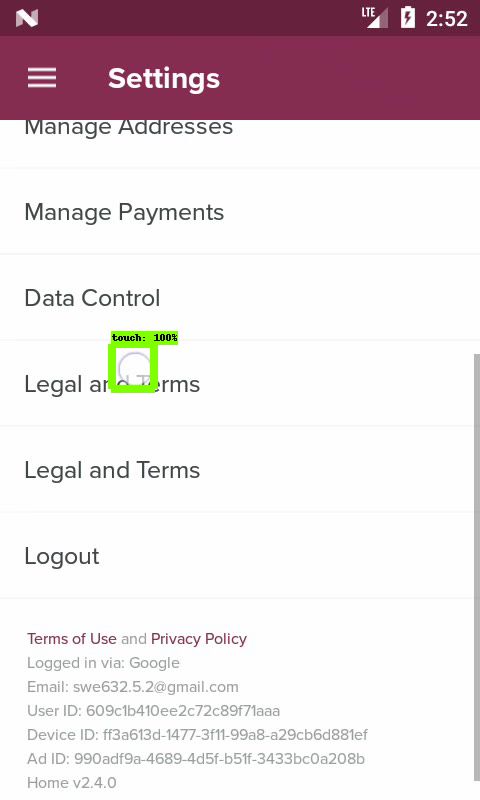 LTE 2:52
Settings
Manage Addresses
Manage Payments
Data Control
touch: 100%
Legal and Terms
Legal and Terms
Logout
Terms of Use and Privacy Policy
Logged in via: Google
Email: swe632.5.2@gmail.com
User ID: 609c1b410ee2c72c89f71aaa
Device ID: ff3a613d-1477-3f11-99a8-a29cb6d881ef
Ad ID: 990adf9a-4689-4d5f-b51f-3433bc0a208b
Home v2.4.0